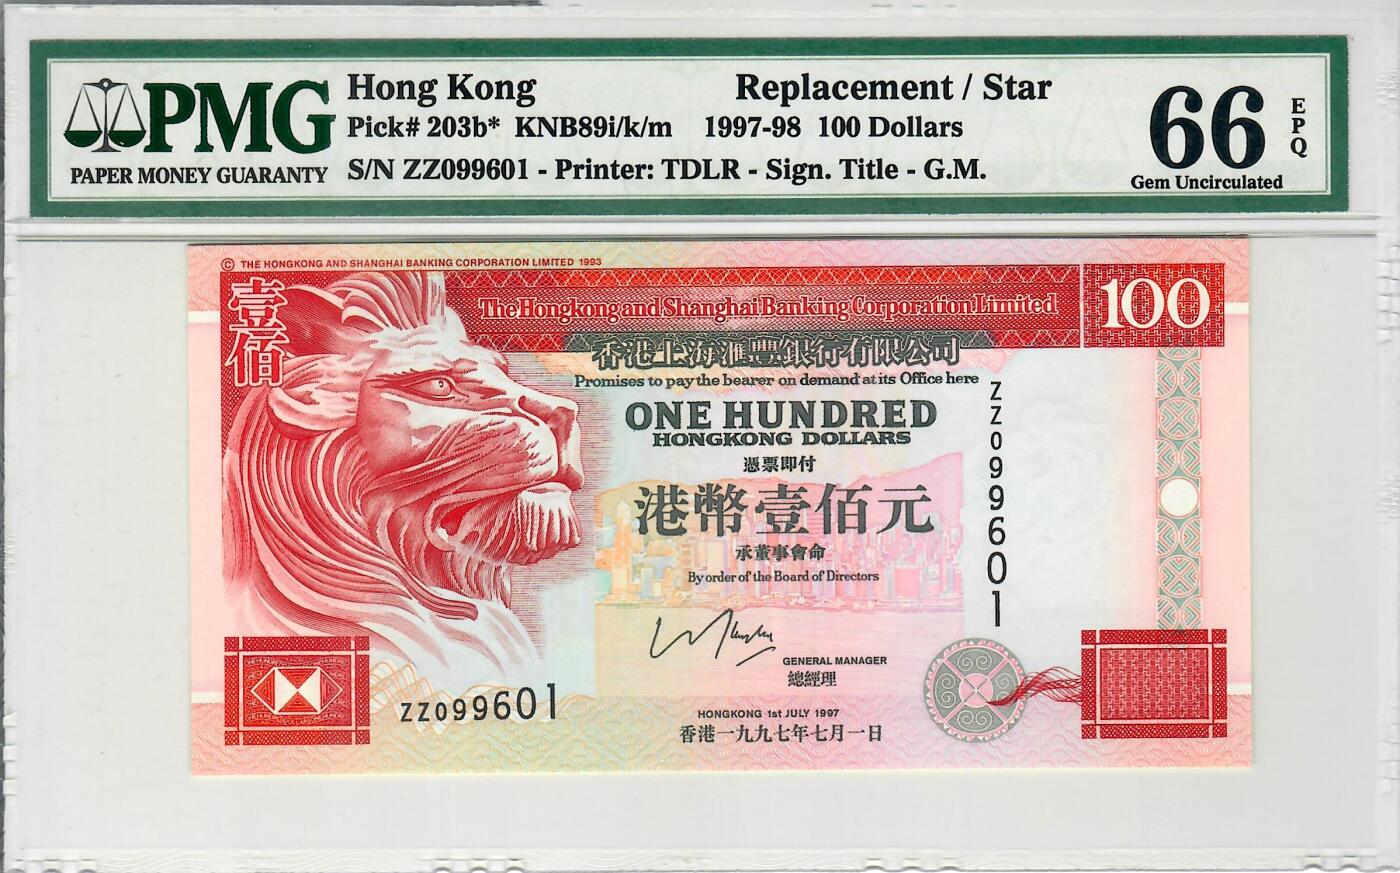 PMG
PAPER MONEY GUARANTY
Hong Kong Replacement / Star
Pick# 203b* KNB89i/k/m 1997-98 100 Dollars
S/N ZZ099601 - Printer: TDLR - Sign. Title - G.M.
66
EPQ
Gem Uncirculated
© THE HONGKONG AND SHANGHAI BANKING CORPORATION LIMITED 1993
壹佰
The Hongkong and Shanghai Banking Corporation Limited
100
香港上海滙豐銀行有限公司
Promises to pay the bearer on demand at its Office here
ONE HUNDRED
HONGKONG DOLLARS
憑票即付
港幣壹佰元
承董事會命
By order of the Board of Directors
ZZ099601
GENERAL MANAGER
總經理
ZZ099601
HONGKONG 1st JULY 1997
香港一九九七年七月一日